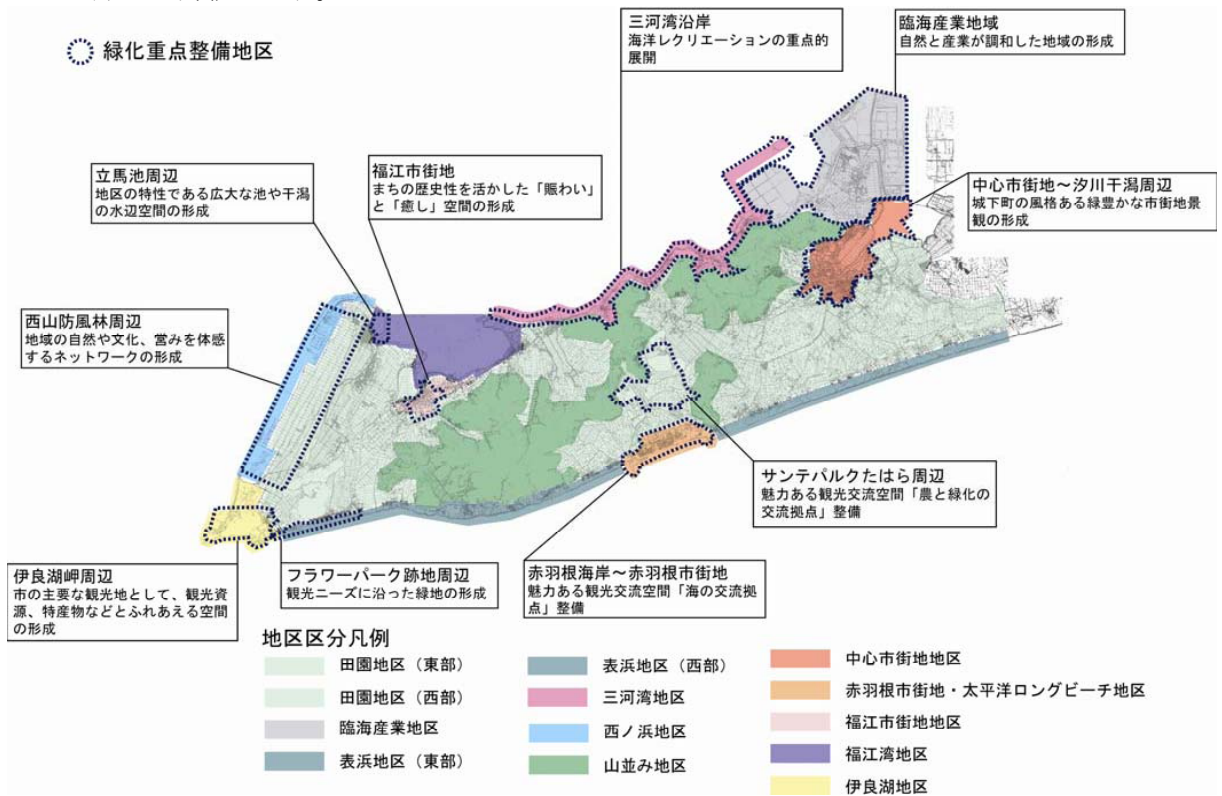 緑化重点整備地区
三河湾沿岸
海洋レクリエーションの重点的
展開
臨海産業地域
自然と産業が調和した地域の形成
立馬池周辺
地区の特性である広大な池や干潟
の水辺空間の形成
福江市街地
まちの歴史性を活かした「賑わい」
と「癒し」空間の形成
中心市街地～汐川干潟周辺
城下町の風格ある緑豊かな市街地景
観の形成
西山防風林周辺
地域の自然や文化、営みを体感
するネットワークの形成
サンテパルクたはら周辺
魅力ある観光交流空間「農と緑化の
交流拠点」整備
伊良湖岬周辺
市の主要な観光地として、観光資
源、特産物などとふれあえる空間
の形成
フラワーパーク跡地周辺
観光ニーズに沿った緑地の形成
赤羽根海岸～赤羽根市街地
魅力ある観光交流空間「海の交流拠
点」整備
地区区分凡例
田園地区（東部）
田園地区（西部）
臨海産業地区
表浜地区（東部）
表浜地区（西部）
三河湾地区
西ノ浜地区
山並み地区
中心市街地地区
赤羽根市街地・太平洋ロングビーチ地区
福江市街地地区
福江湾地区
伊良湖地区